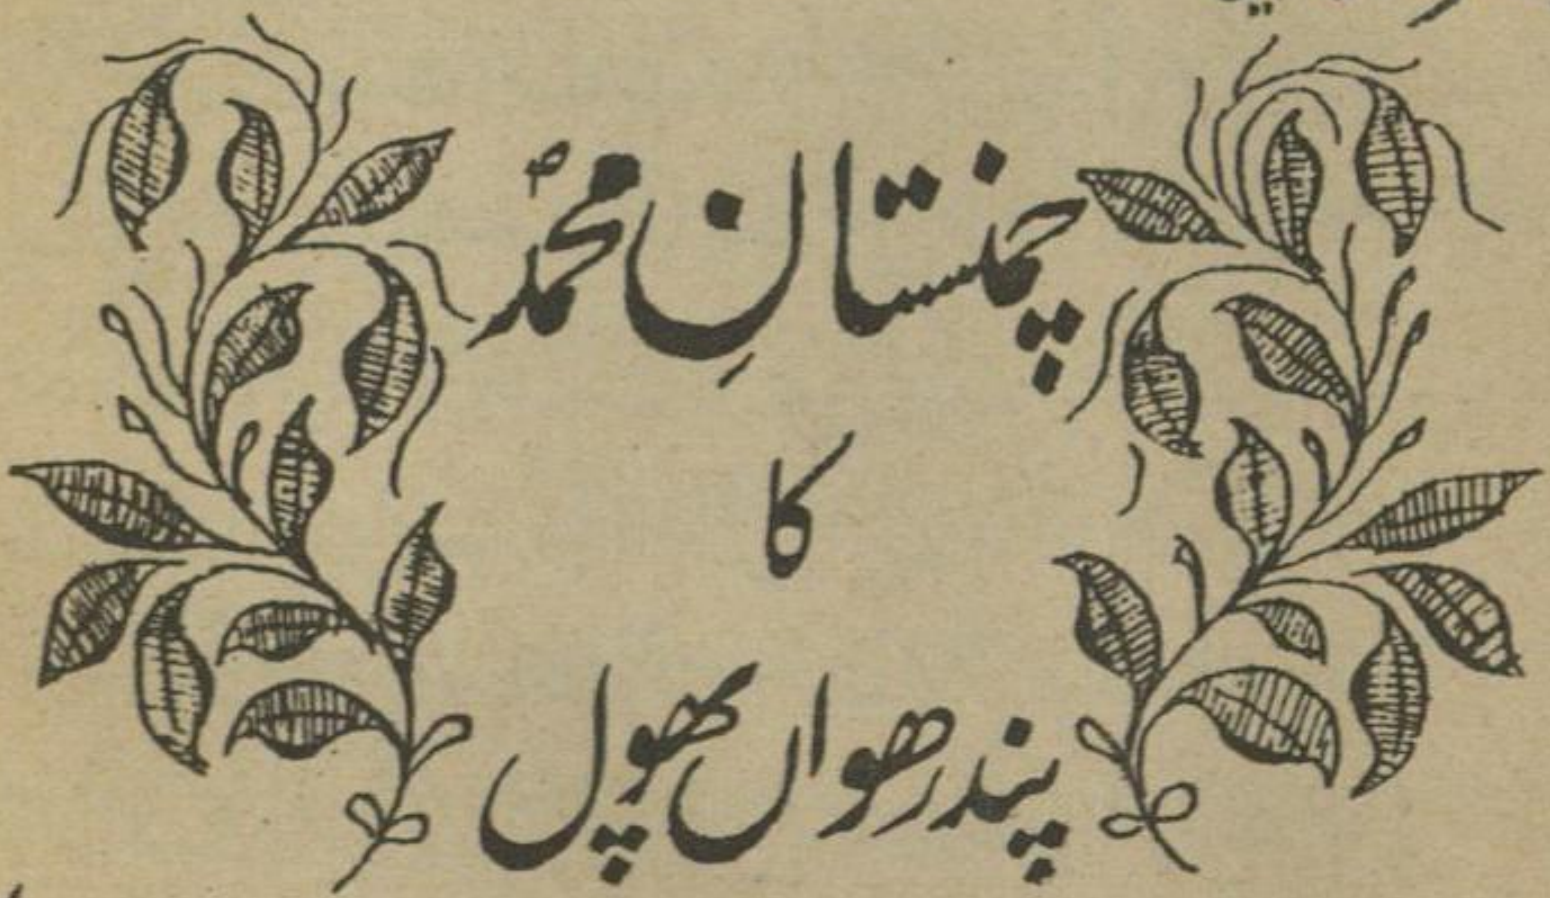 چمنستانِ محمدؐ
کا
پندرھواں پھول